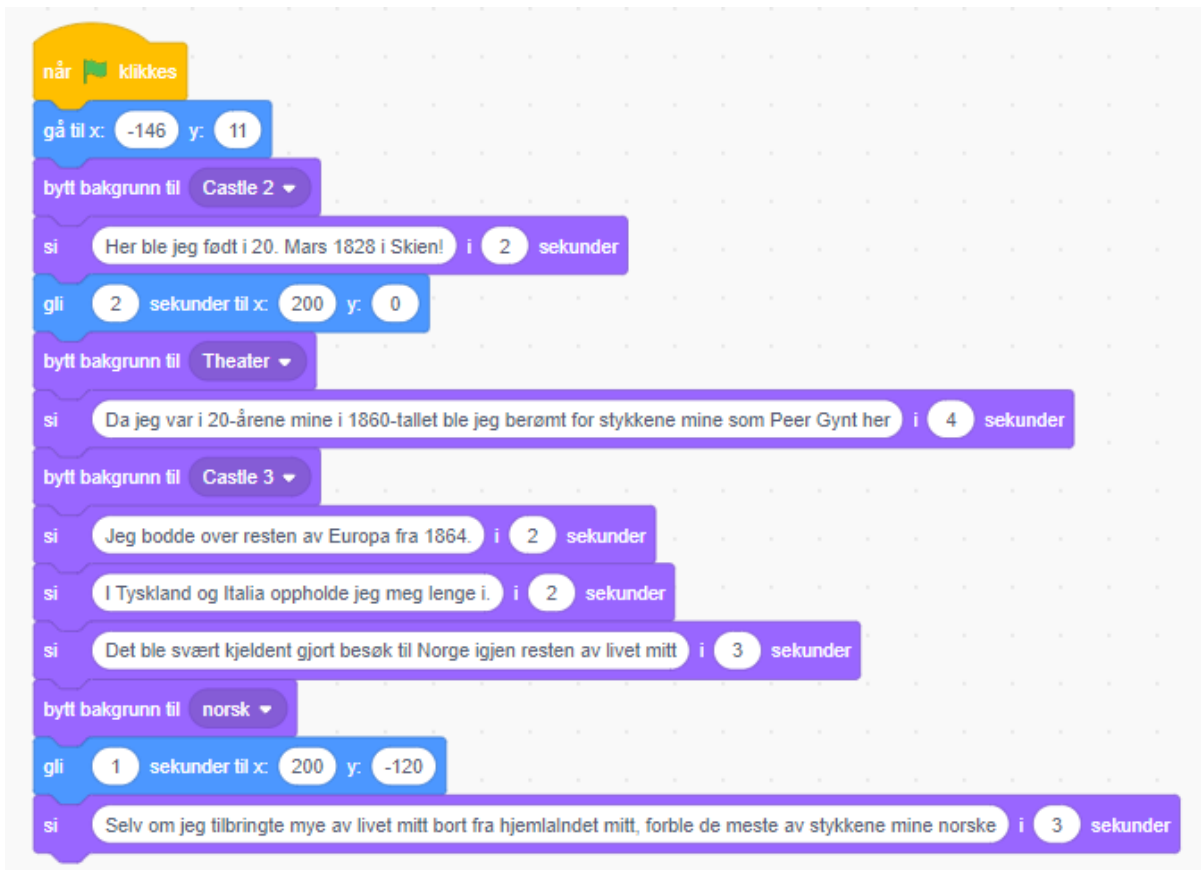 når klikkes
gå til x: -146 y: 11
bytt bakgrunn til Castle 2
si Her ble jeg født i 20. Mars 1828 i Skien! i 2 sekunder
gli 2 sekunder til x: 200 y: 0
bytt bakgrunn til Theater
si Da jeg var i 20-årene mine i 1860-tallet ble jeg berømt for stykkene mine som Peer Gynt her i 4 sekunder
bytt bakgrunn til Castle 3
si Jeg bodde over resten av Europa fra 1864. i 2 sekunder
si I Tyskland og Italia oppholde jeg meg lenge i. i 2 sekunder
si Det ble svært kjeldent gjort besøk til Norge igjen resten av livet mitt i 3 sekunder
bytt bakgrunn til norsk
gli 1 sekunder til x: 200 y: -120
si Selv om jeg tilbringte mye av livet mitt bort fra hjemlalndet mitt, forble de meste av stykkene mine norske i 3 sekunder